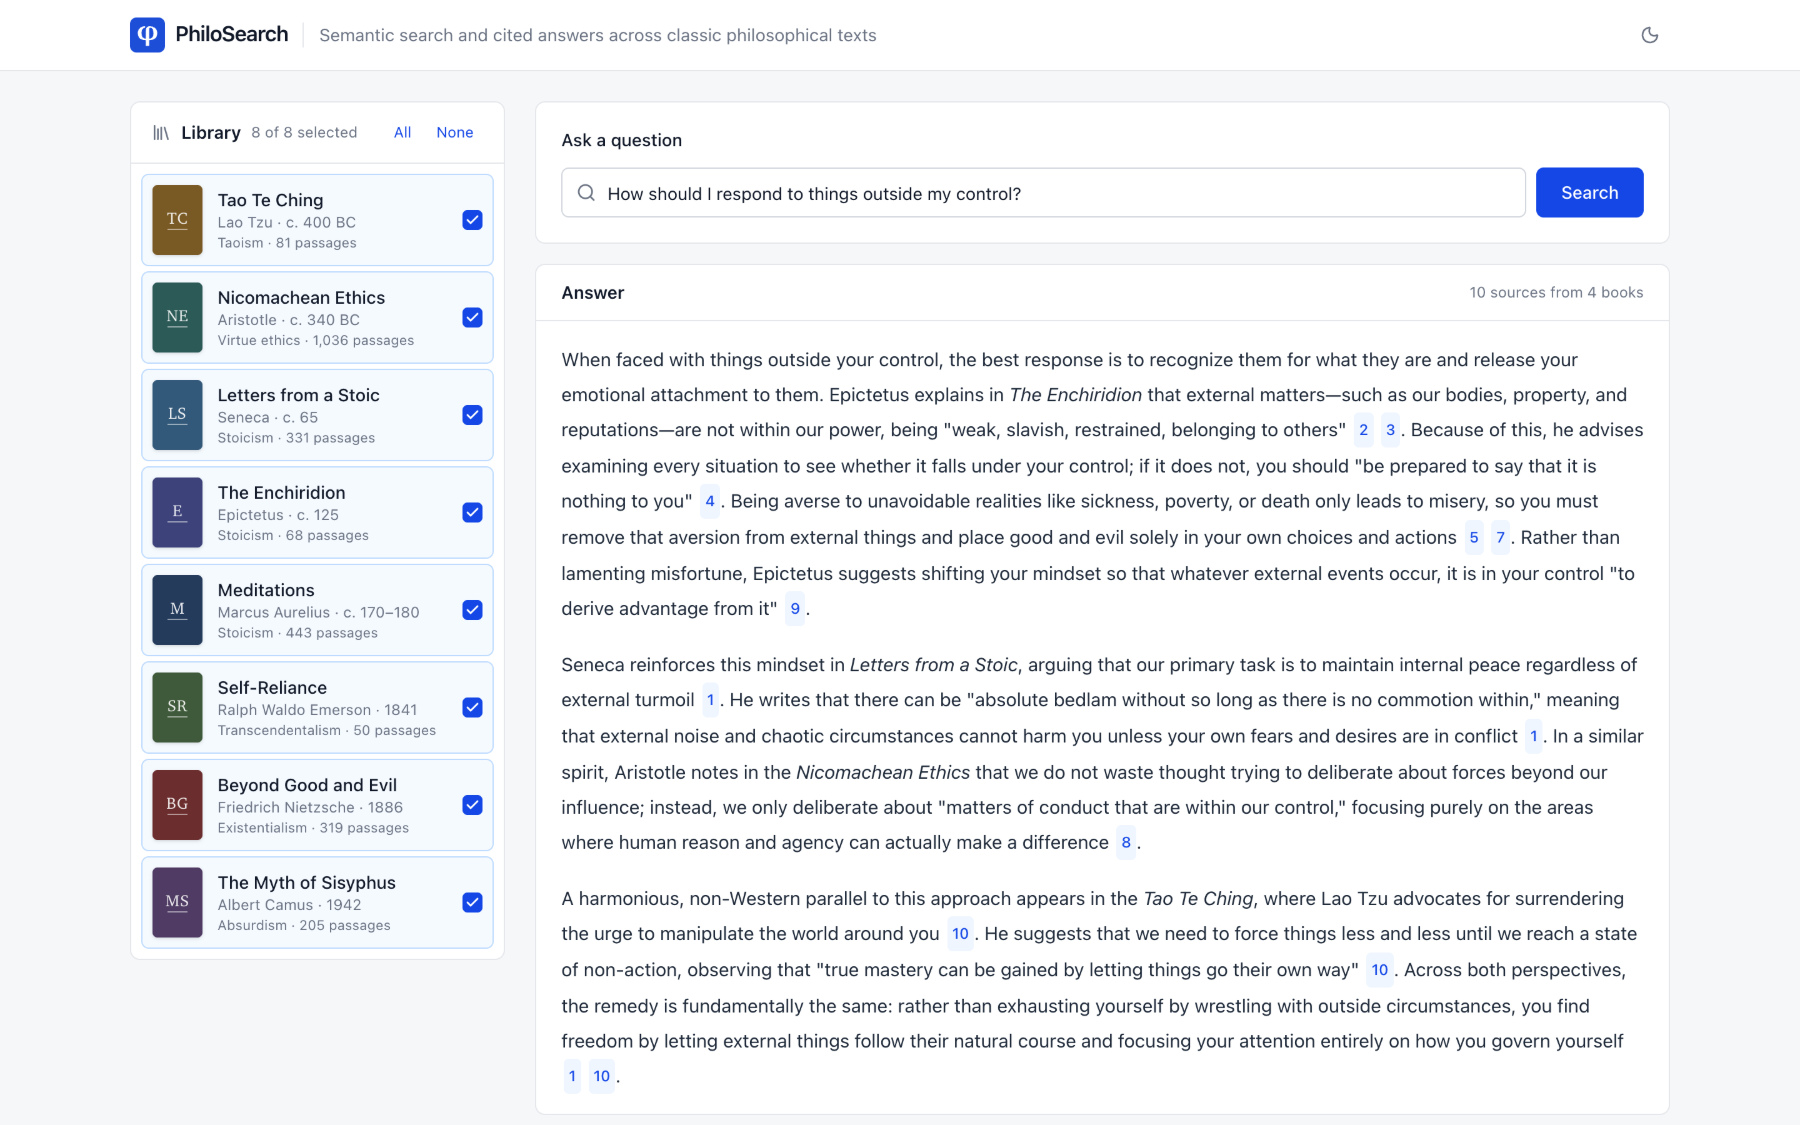 φ PhiloSearch Semantic search and cited answers across classic philosophical texts
Library 8 of 8 selected All None
TC
Tao Te Ching
Lao Tzu · c. 400 BC
Taoism · 81 passages
NE
Nicomachean Ethics
Aristotle · c. 340 BC
Virtue ethics · 1,036 passages
LS
Letters from a Stoic
Seneca · c. 65
Stoicism · 331 passages
E
The Enchiridion
Epictetus · c. 125
Stoicism · 68 passages
M
Meditations
Marcus Aurelius · c. 170–180
Stoicism · 443 passages
SR
Self-Reliance
Ralph Waldo Emerson · 1841
Transcendentalism · 50 passages
BG
Beyond Good and Evil
Friedrich Nietzsche · 1886
Existentialism · 319 passages
MS
The Myth of Sisyphus
Albert Camus · 1942
Absurdism · 205 passages
Ask a question
How should I respond to things outside my control?
Search
Answer 10 sources from 4 books
When faced with things outside your control, the best response is to recognize them for what they are and release your
emotional attachment to them. Epictetus explains in The Enchiridion that external matters—such as our bodies, property, and
reputations—are not within our power, being "weak, slavish, restrained, belonging to others" 2 3. Because of this, he advises
examining every situation to see whether it falls under your control; if it does not, you should "be prepared to say that it is
nothing to you" 4. Being averse to unavoidable realities like sickness, poverty, or death only leads to misery, so you must
remove that aversion from external things and place good and evil solely in your own choices and actions 5 7. Rather than
lamenting misfortune, Epictetus suggests shifting your mindset so that whatever external events occur, it is in your control "to
derive advantage from it" 9.
Seneca reinforces this mindset in Letters from a Stoic, arguing that our primary task is to maintain internal peace regardless of
external turmoil 1. He writes that there can be "absolute bedlam without so long as there is no commotion within," meaning
that external noise and chaotic circumstances cannot harm you unless your own fears and desires are in conflict 1. In a similar
spirit, Aristotle notes in the Nicomachean Ethics that we do not waste thought trying to deliberate about forces beyond our
influence; instead, we only deliberate about "matters of conduct that are within our control," focusing purely on the areas
where human reason and agency can actually make a difference 8.
A harmonious, non-Western parallel to this approach appears in the Tao Te Ching, where Lao Tzu advocates for surrendering
the urge to manipulate the world around you 10. He suggests that we need to force things less and less until we reach a state
of non-action, observing that "true mastery can be gained by letting things go their own way" 10. Across both perspectives,
the remedy is fundamentally the same: rather than exhausting yourself by wrestling with outside circumstances, you find
freedom by letting external things follow their natural course and focusing your attention entirely on how you govern yourself
1 10.